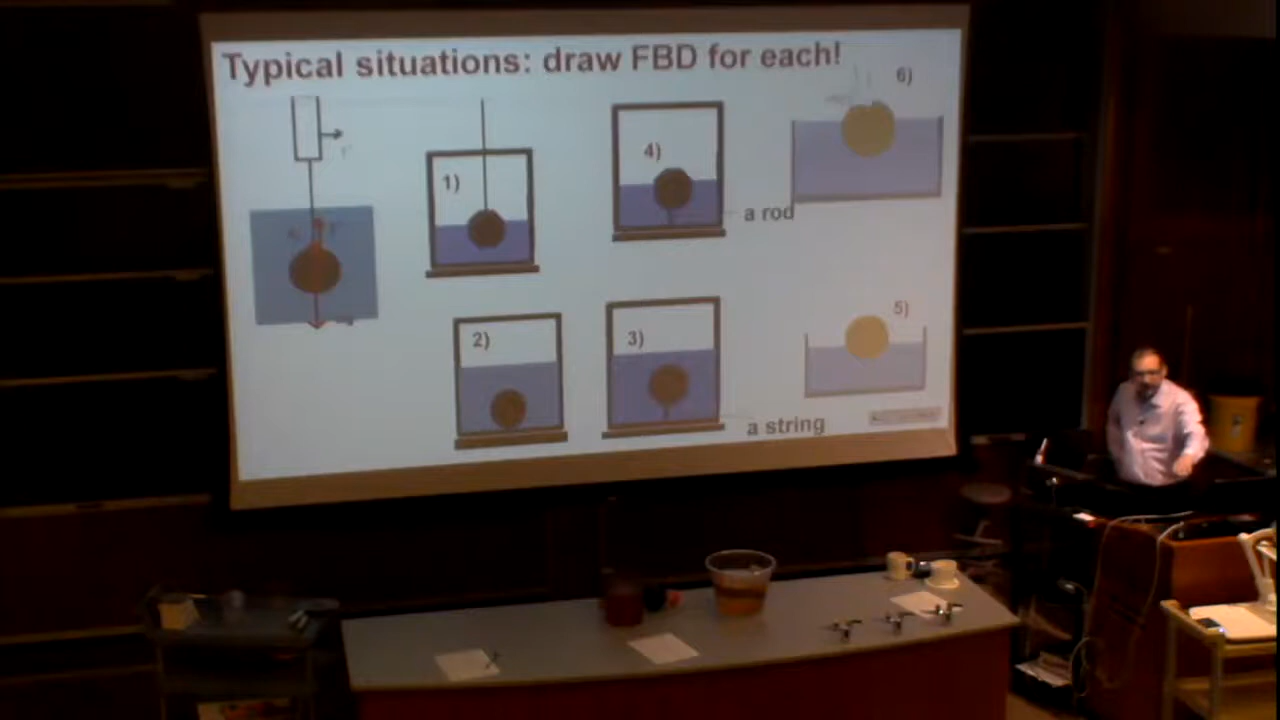 Typical situations: draw FBD for each!
6)
1)
4)
a rod
2)
3)
5)
a string